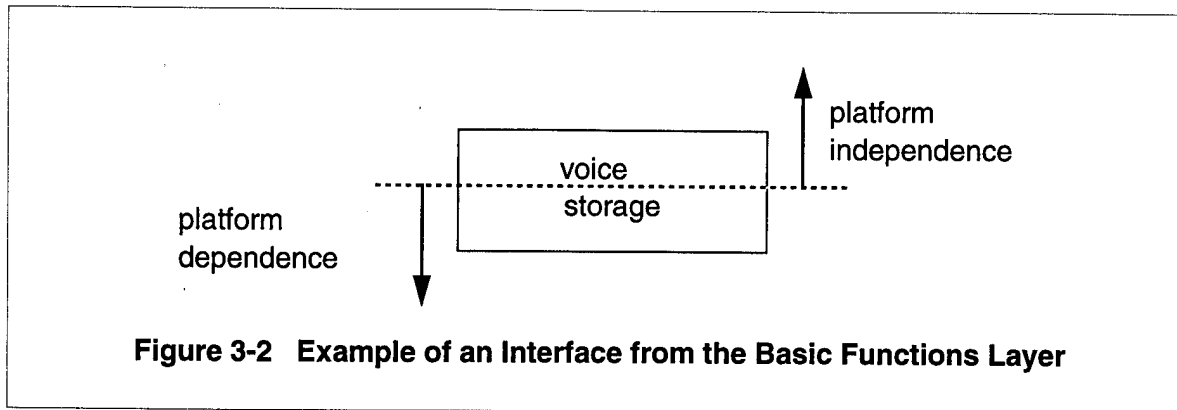 platform
independence
voice
storage
platform
dependence
Figure 3-2 Example of an Interface from the Basic Functions Layer